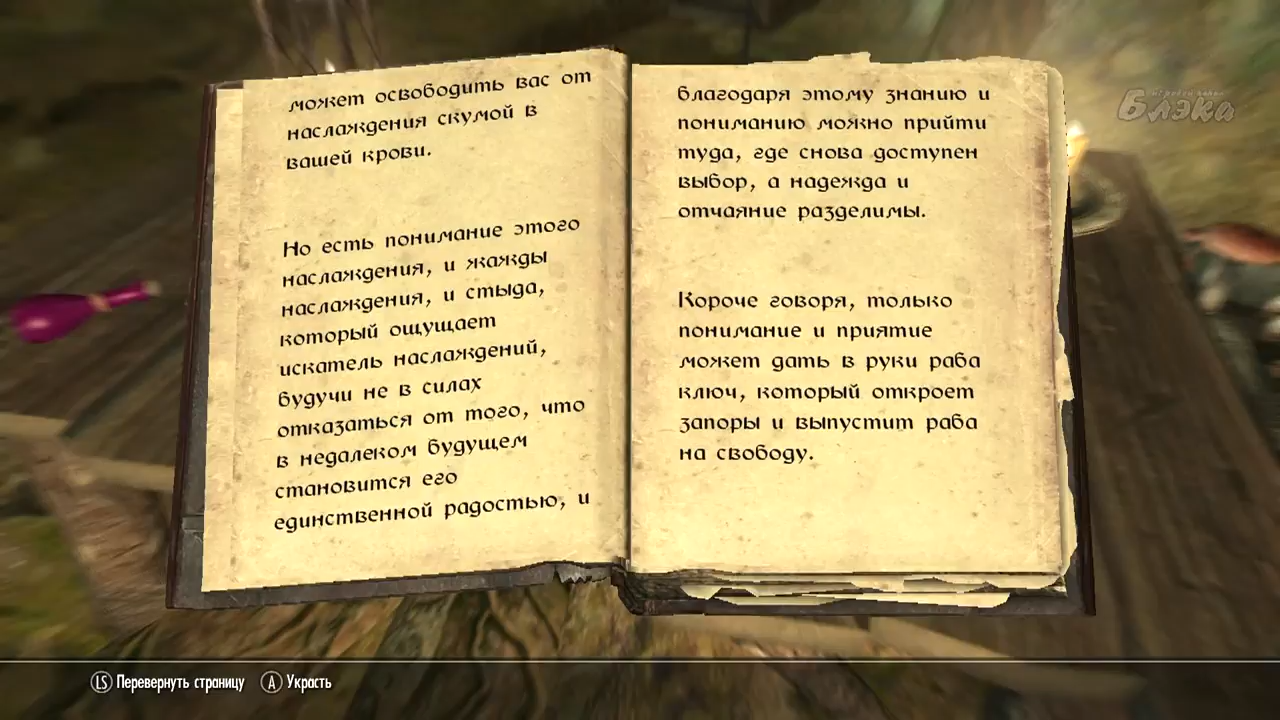 может освободить вас от
наслаждения скумой в
вашей крови.
Но есть понимание этого
наслаждения, и жажды
наслаждения, и стыда,
который ощущает
искатель наслаждений,
будучи не в силах
отказаться от того, что
в недалеком будущем
становится его
единственной радостью, и
благодаря этому знанию и
пониманию можно прийти
туда, где снова доступен
выбор, а надежда и
отчаяние разделимы.
Короче говоря, только
понимание и приятие
может дать в руки раба
ключ, который откроет
запоры и выпустит раба
на свободу.
Блэка
LS Перевернуть страницу A Украсть